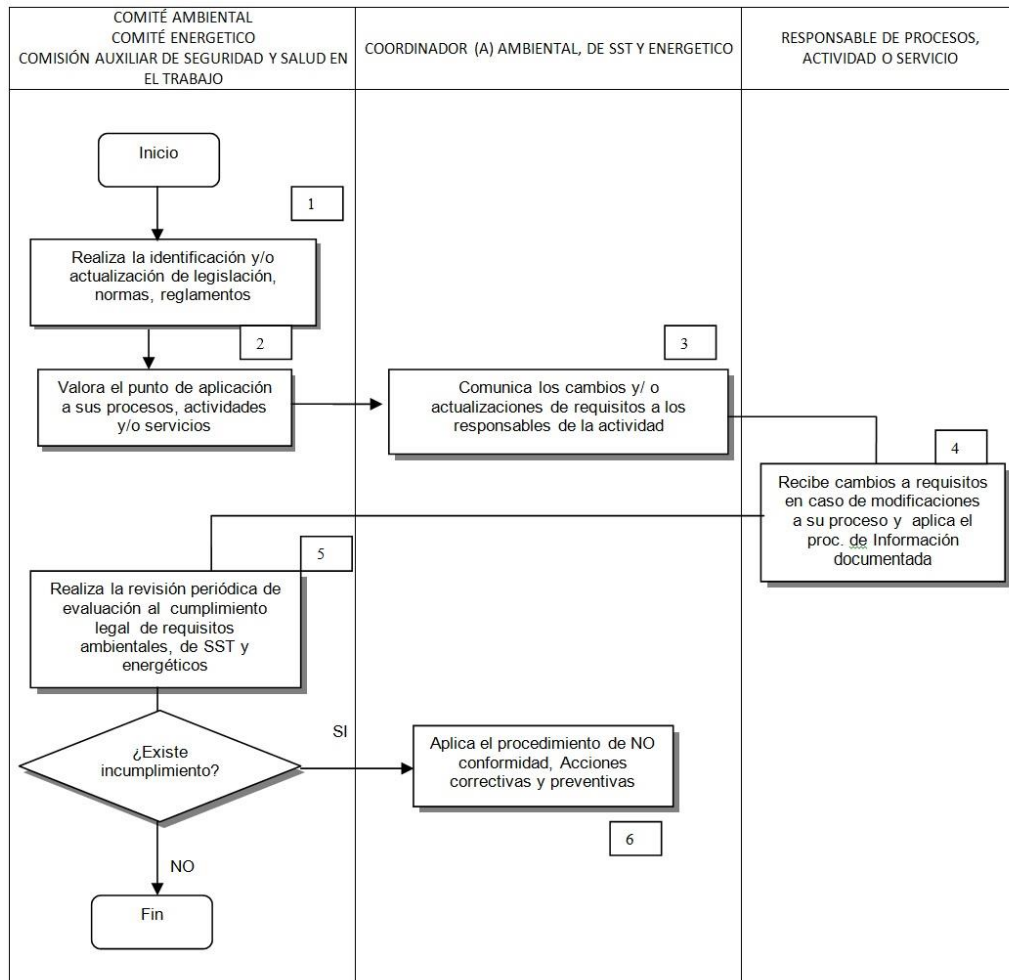 COMITÉ AMBIENTAL
COMITÉ ENERGETICO
COMISIÓN AUXILIAR DE SEGURIDAD Y SALUD EN
EL TRABAJO
COORDINADOR (A) AMBIENTAL, DE SST Y ENERGETICO
RESPONSABLE DE PROCESOS,
ACTIVIDAD O SERVICIO
Inicio
1
Realiza la identificación y/o
actualización de legislación,
normas, reglamentos
2
Valora el punto de aplicación
a sus procesos, actividades
y/o servicios
3
Comunica los cambios y/ o
actualizaciones de requisitos a los
responsables de la actividad
4
Recibe cambios a requisitos
en caso de modificaciones
a su proceso y aplica el
proc. de Información
documentada
5
Realiza la revisión periódica de
evaluación al cumplimiento
legal de requisitos
ambientales, de SST y
energéticos
¿Existe
incumplimiento?
SI
Aplica el procedimiento de NO
conformidad, Acciones
correctivas y preventivas
6
NO
Fin